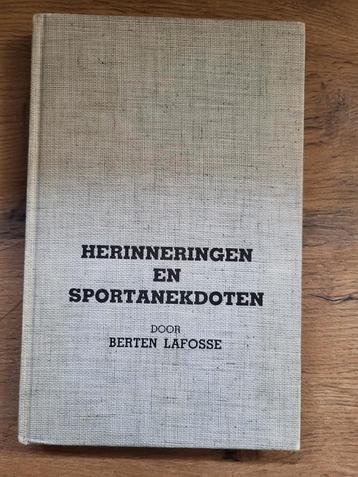 HERINNERINGEN
EN
SPORTANEKDOTEN
DOOR
BERTEN LAFOSSE